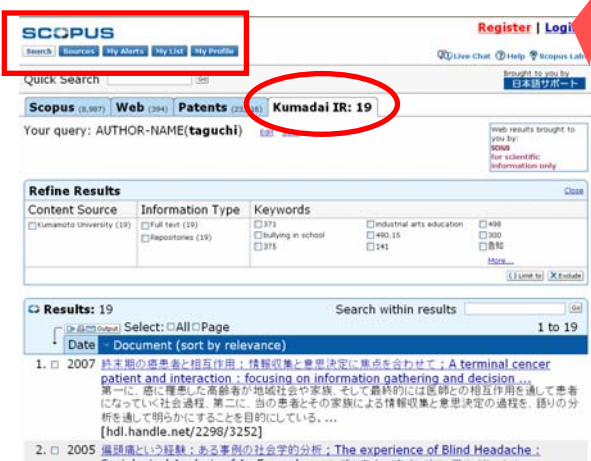 SCOPUS
Register | Logi
Search Sources My Alerts My List My Profile
Live Chat Help Scopus Lab
Quick Search Go
Brought to you by
日本語サポート
Scopus (8,987) Web (394) Patents Kumadai IR: 19
Your query: AUTHOR-NAME(taguchi) Edit
Web results brought to
you by:
scirus
for scientific
information only
Refine Results Close
Content Source Information Type Keywords
Kumamoto University (19) Full text (19) 371 industrial arts education 498
Repositories (19) bullying in school 490.15 300
375 141 告知
More...
Limit to Exclude
Results: 19 Search within results Go
Output Select: All Page 1 to 19
Date Document (sort by relevance)
1. 2007 終末期の癌患者と相互作用 ; 情報収集と意思決定に焦点を合わせて ; A terminal cencer
patient and interaction : focusing on information gathering and
decision ...
第一に、癌に罹患した高齢者が地域社会や家族、そして最終的には医師との相互作用を通して患者
になっていく社会過程、第二に、当の患者とその家族による情報収集と意思決定の過程を、語りの分
析を通して明らかにすることを目的にしている。...
[hdl.handle.net/2298/3252]
2. 2005 偏頭痛という経験 ; ある事例の社会学的分析 ; The experience of Blind Headache :